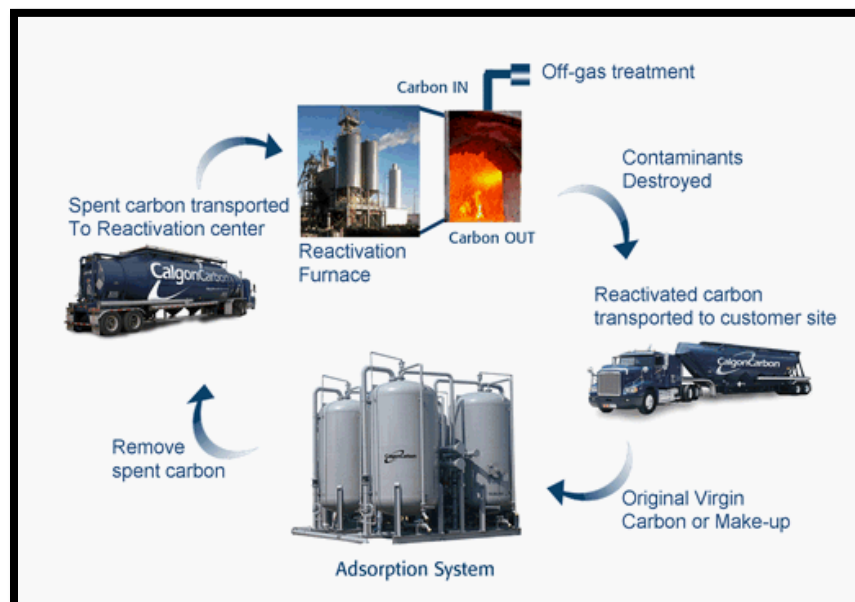 Carbon IN
Off-gas treatment
Contaminants
Destroyed
Spent carbon transported
To Reactivation center
Carbon OUT
Reactivation
Furnace
CalgonCarbon
Reactivated carbon
transported to customer site
CalgonCarbon
CalgonCarbon
Remove
spent carbon
Original Virgin
Carbon or Make-up
Adsorption System